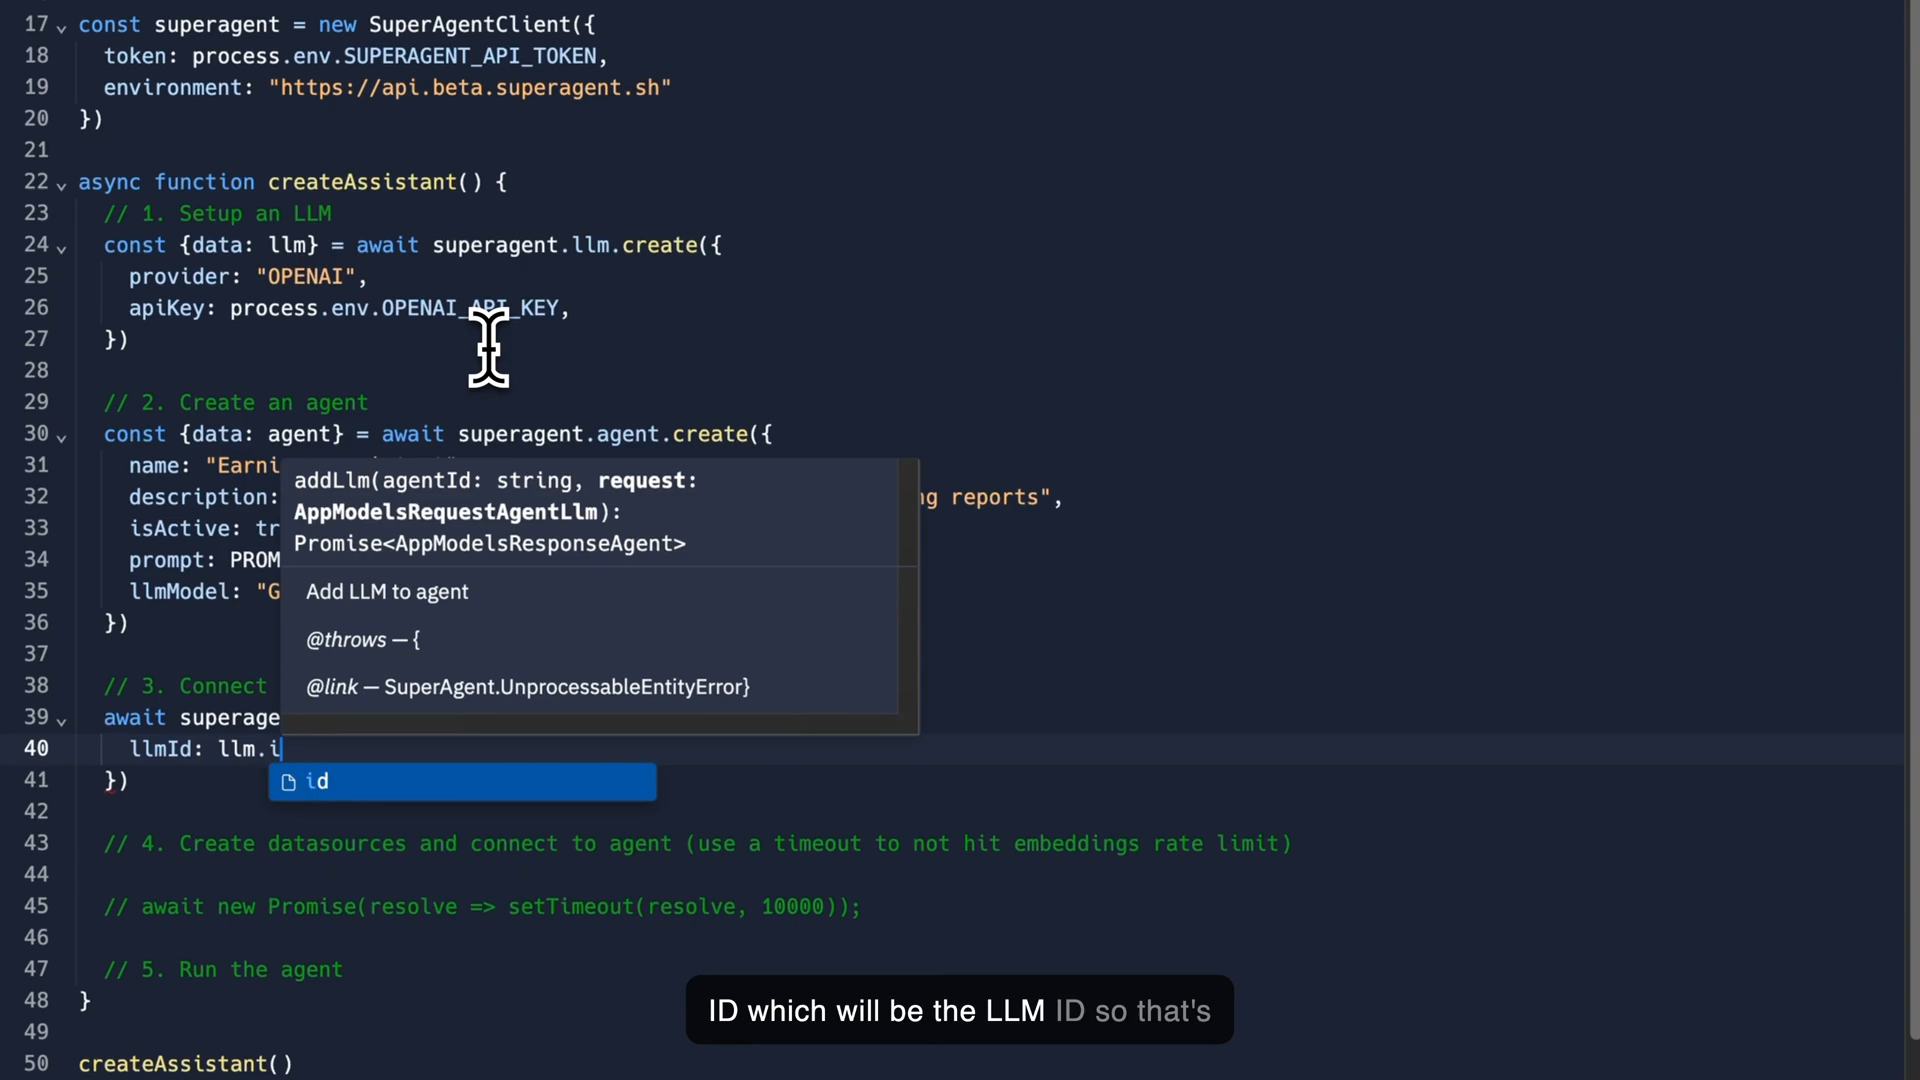 17 const superagent = new SuperAgentClient({
18 token: process.env.SUPERAGENT_API_TOKEN,
19 environment: "https://api.beta.superagent.sh"
20 })
21
22 async function createAssistant() {
23 // 1. Setup an LLM
24 const {data: llm} = await superagent.llm.create({
25 provider: "OPENAI",
26 apiKey: process.env.OPENAI_API_KEY,
27 })
28
29 // 2. Create an agent
30 const {data: agent} = await superagent.agent.create({
31 name: "Earni
addLlm(agentId: string, request:
32 description: ng reports",
AppModelsRequestAgentLlm):
33 isActive: tr
Promise<AppModelsResponseAgent>
34 prompt: PROM
35 llmModel: "G
Add LLM to agent
36 })
@throws — {
37
38 // 3. Connect
@link — SuperAgent.UnprocessableEntityError}
39 await superage
40 llmId: llm.i
41 })
id
42
43 // 4. Create datasources and connect to agent (use a timeout to not hit embeddings rate limit)
44
45 // await new Promise(resolve => setTimeout(resolve, 10000));
46
47 // 5. Run the agent
48 }
ID which will be the LLM ID so that's
49
50 createAssistant()